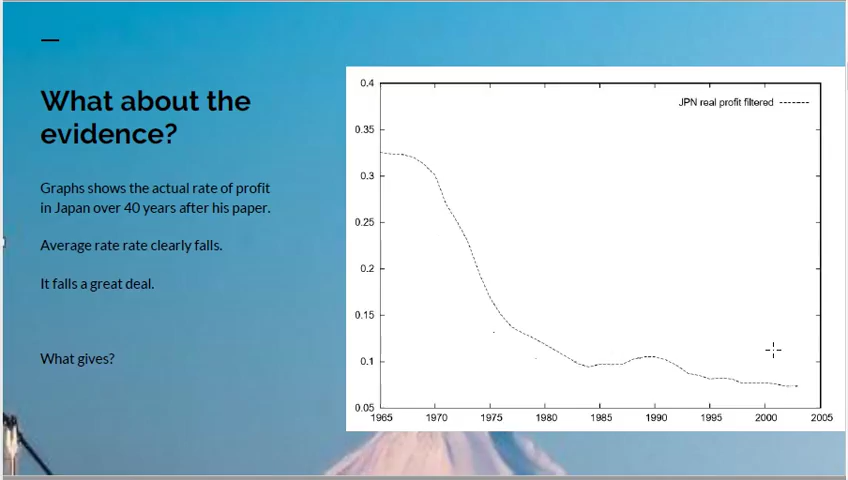 What about the
evidence?
Graphs shows the actual rate of profit
in Japan over 40 years after his paper.
Average rate rate clearly falls.
It falls a great deal.
What gives?
JPN real profit filtered
0.4
0.35
0.3
0.25
0.2
0.15
0.1
0.05
1965 1970 1975 1980 1985 1990 1995 2000 2005